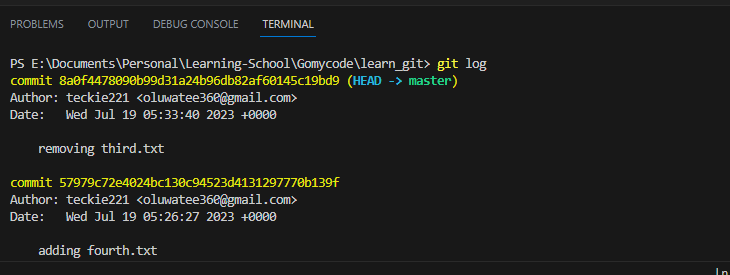 PROBLEMS OUTPUT DEBUG CONSOLE TERMINAL
PS E:\Documents\Personal\Learning-School\Gomycode\learn_git> git log
commit 8a0f4478090b99d31a24b96db82af60145c19bd9 (HEAD -> master)
Author: teckie221 <oluwatee360@gmail.com>
Date: Wed Jul 19 05:33:40 2023 +0000
removing third.txt
commit 57979c72e4024bc130c94523d4131297770b139f
Author: teckie221 <oluwatee360@gmail.com>
Date: Wed Jul 19 05:26:27 2023 +0000
adding fourth.txt